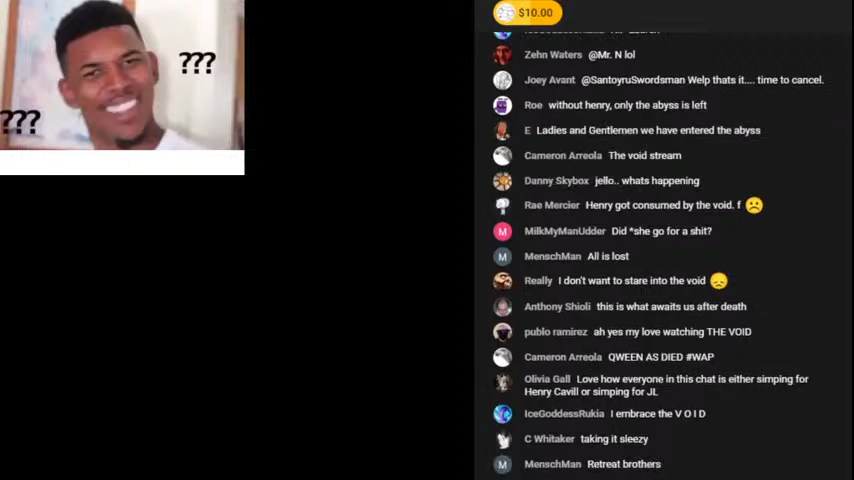 ???
???
$10.00
Zehn Waters @Mr. N lol
Joey Avant @SantoyruSwordsman Welp thats it.... time to cancel.
Roe without henry, only the abyss is left
E Ladies and Gentlemen we have entered the abyss
Cameron Arreola The void stream
Danny Skybox jello.. whats happening
Rae Mercier Henry got consumed by the void. f
M MilkMyManUdder Did *she go for a shit?
M MenschMan All is lost
Really I don't want to stare into the void
Anthony Shioli this is what awaits us after death
publo ramirez ah yes my love watching THE VOID
Cameron Arreola QWEEN AS DIED #WAP
Olivia Gall Love how everyone in this chat is either simping for
Henry Cavill or simping for JL
IceGoddessRukia I embrace the V O I D
C Whitaker taking it sleezy
M MenschMan Retreat brothers